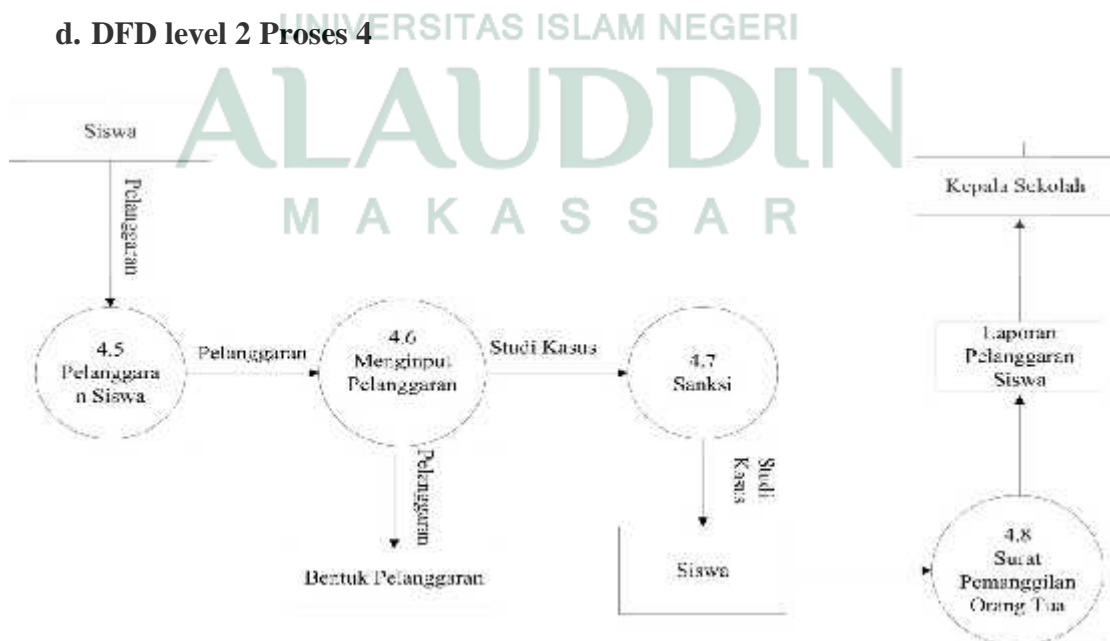 UNIVERSITAS ISLAM NEGERI
d. DFD level 2 Proses 4
ALAUDDIN
MAKASSAR
Siswa
Pelanggaran
Kepala Sekolah
4.5
Pelanggara
n Siswa
Pelanggaran
4.6
Menginput
Pelanggaran
Studi Kasus
4.7
Sanksi
Laporan
Pelanggaran
Siswa
Pelanggaran
Studi
Kasus
Bentuk Pelanggaran
Siswa
4.8
Surat
Pemanggilan
Orang Tua